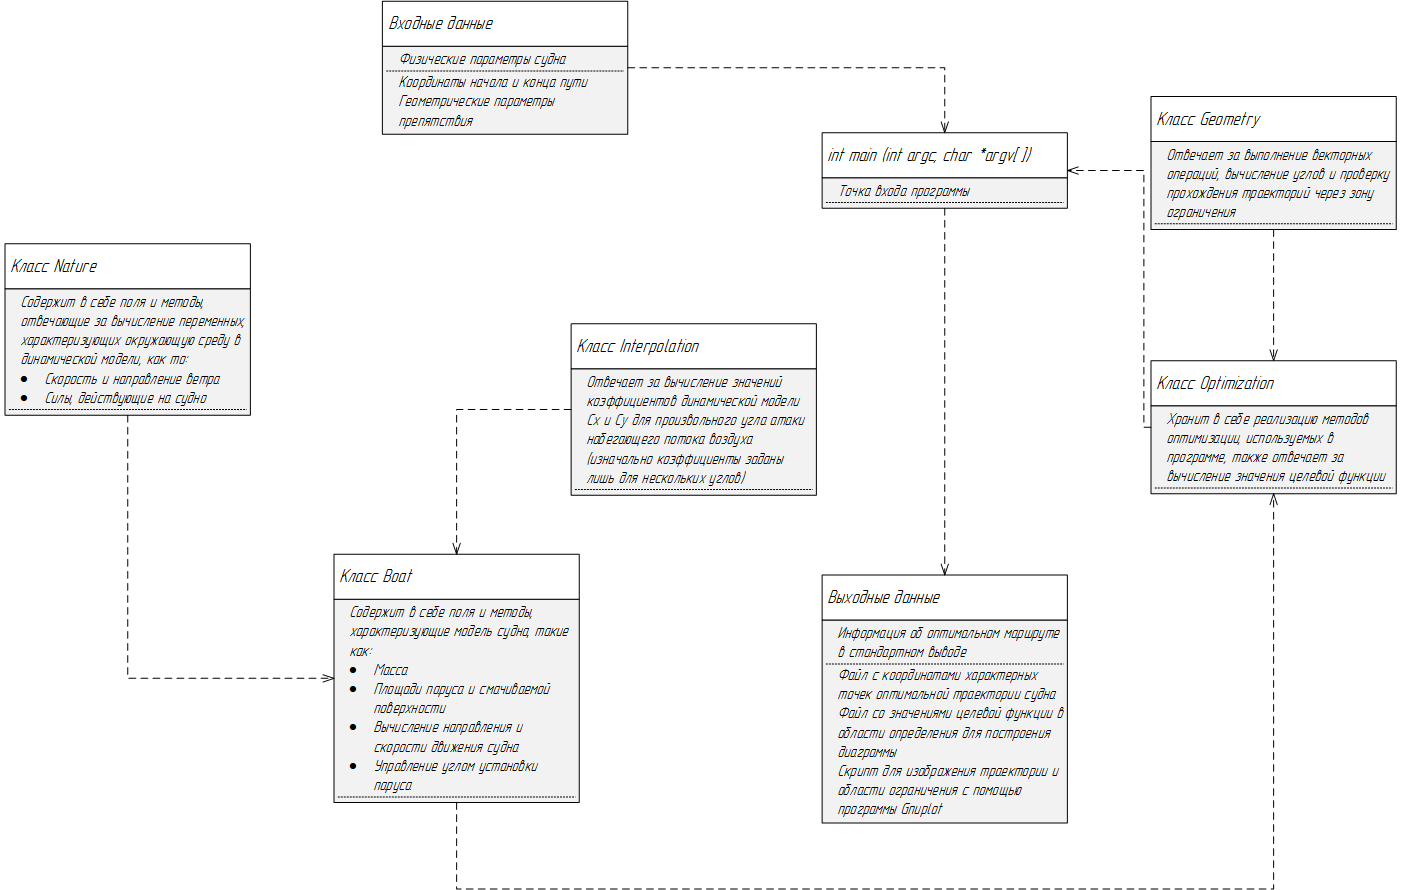 Входные данные
Физические параметры судна
Координаты начала и конца пути
Геометрические параметры
препятствия
int main (int argc, char *argv[ ])
Точка входа программы
Класс Geometry
Отвечает за выполнение векторных
операций, вычисление углов и проверку
прохождения траекторий через зону
ограничения
Класс Nature
Содержит в себе поля и методы,
отвечающие за вычисление переменных,
характеризующих окружающую среду в
динамической модели, как то:
• Скорость и направление ветра
• Силы, действующие на судно
Класс Interpolation
Отвечает за вычисление значений
коэффициентов динамической модели
Cx и Cy для произвольного угла атаки
набегающего потока воздуха
(изначально коэффициенты заданы
лишь для нескольких углов)
Класс Optimization
Хранит в себе реализацию методов
оптимизации, используемых в
программе, также отвечает за
вычисление значения целевой функции
Класс Boat
Содержит в себе поля и методы,
характеризующие модель судна, такие
как:
• Масса
• Площади паруса и смачиваемой
поверхности
• Вычисление направления и
скорости движения судна
• Управление углом установки
паруса
Выходные данные
Информация об оптимальном маршруте
в стандартном выводе
Файл с координатами характерных
точек оптимальной траектории судна
Файл со значениями целевой функции в
области определения для построения
диаграммы
Скрипт для изображения траектории и
области ограничения с помощью
программы Gnuplot